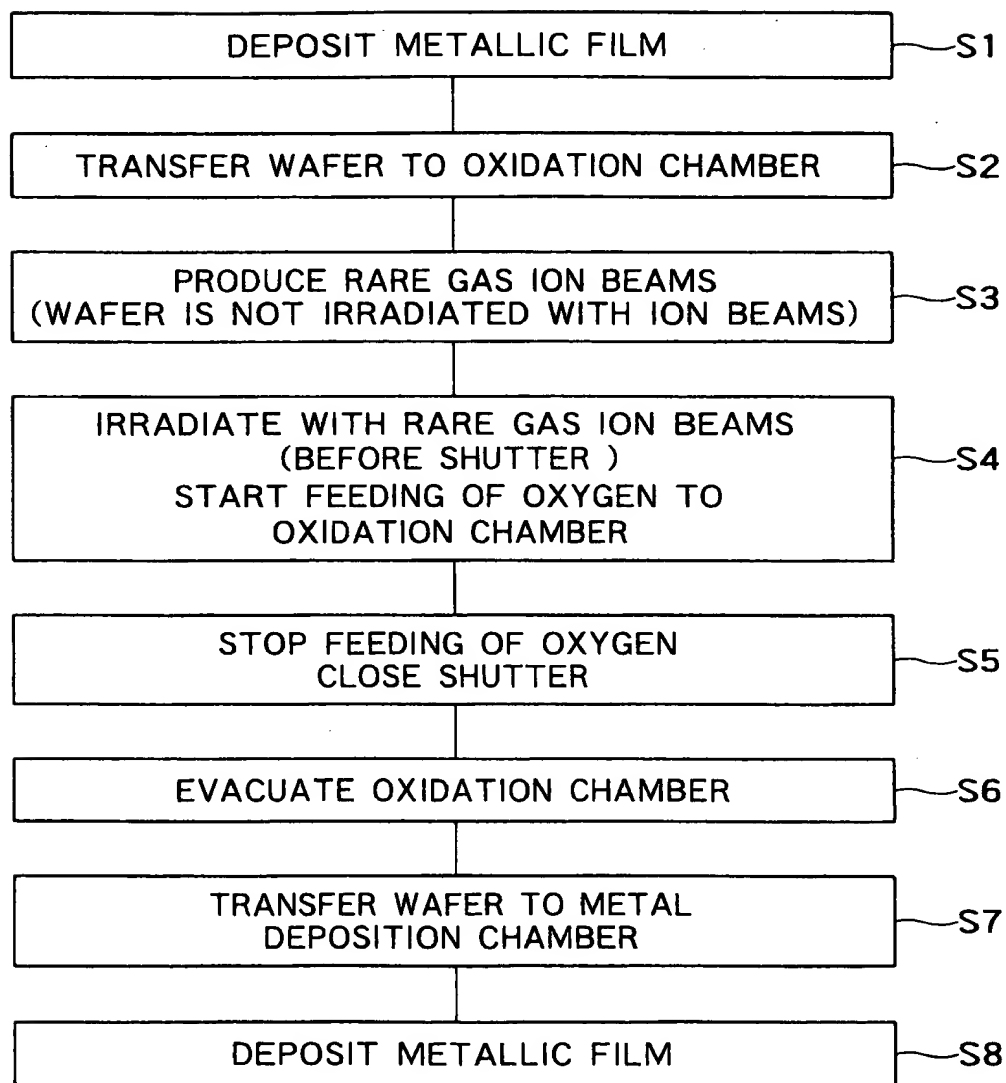 DEPOSIT METALLIC FILM S1
TRANSFER WAFER TO OXIDATION CHAMBER S2
PRODUCE RARE GAS ION BEAMS
(WAFER IS NOT IRRADIATED WITH ION BEAMS) S3
IRRADIATE WITH RARE GAS ION BEAMS
(BEFORE SHUTTER ) S4
START FEEDING OF OXYGEN TO
OXIDATION CHAMBER
STOP FEEDING OF OXYGEN S5
CLOSE SHUTTER
EVACUATE OXIDATION CHAMBER S6
TRANSFER WAFER TO METAL S7
DEPOSITION CHAMBER
DEPOSIT METALLIC FILM S8